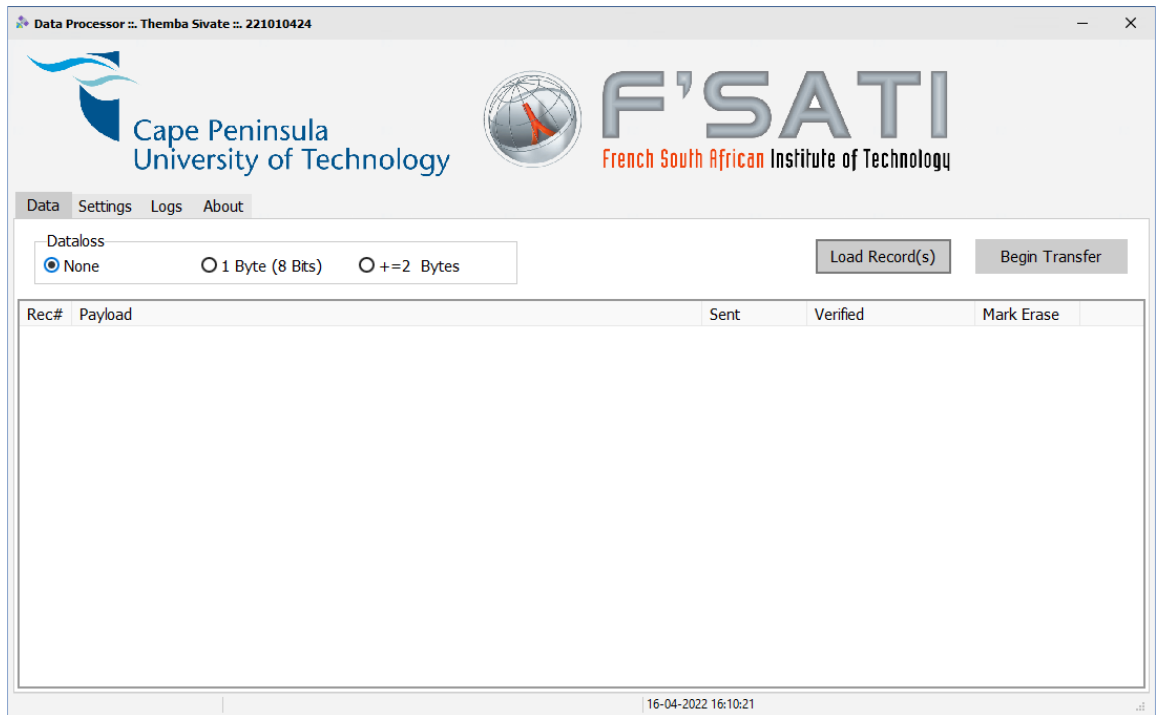 Data Processor ::. Themba Sivate ::. 221010424
Cape Peninsula
University of Technology
F'SATI
French South African Institute of Technology
Data Settings Logs About
Dataloss
None 1 Byte (8 Bits) +=2 Bytes
Load Record(s) Begin Transfer
Rec# Payload Sent Verified Mark Erase
16-04-2022 16:10:21